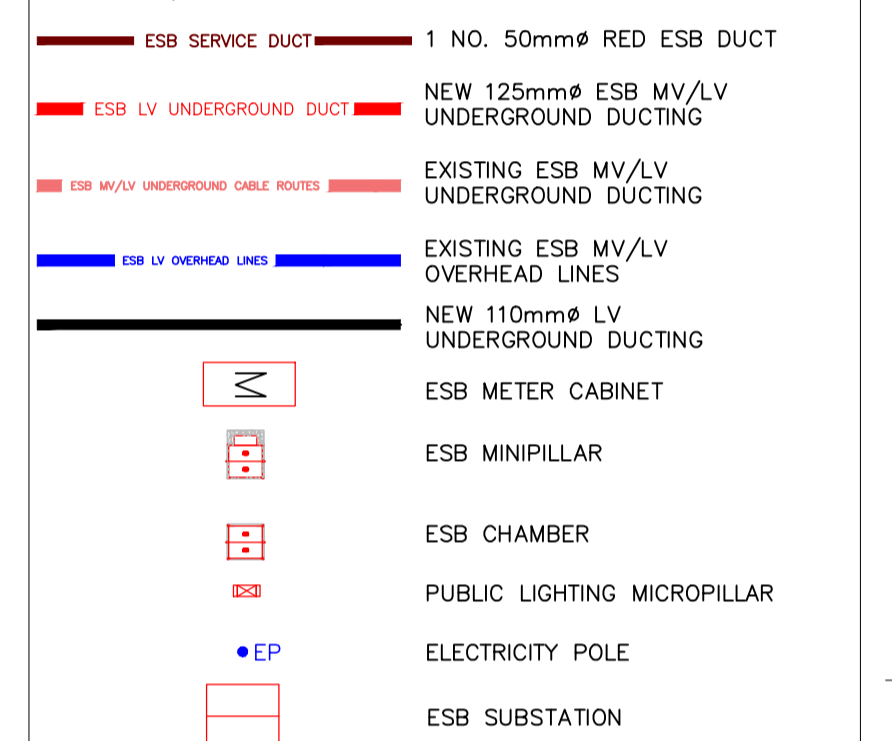 ESB SERVICE DUCT 1 NO. 50mmø RED ESB DUCT
ESB LV UNDERGROUND DUCT NEW 125mmø ESB MV/LV
UNDERGROUND DUCTING
ESB MV/LV UNDERGROUND CABLE ROUTES EXISTING ESB MV/LV
UNDERGROUND DUCTING
ESB LV OVERHEAD LINES EXISTING ESB MV/LV
OVERHEAD LINES
NEW 110mmø LV
UNDERGROUND DUCTING
M ESB METER CABINET
ESB MINIPILLAR
ESB CHAMBER
PUBLIC LIGHTING MICROPILLAR
EP ELECTRICITY POLE
ESB SUBSTATION